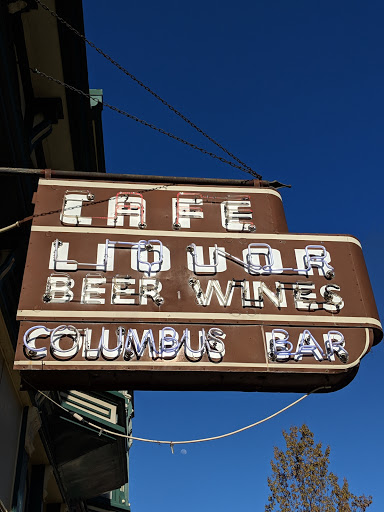 CAFE
LIQUOR
BEER WINES
COLUMBUS BAR